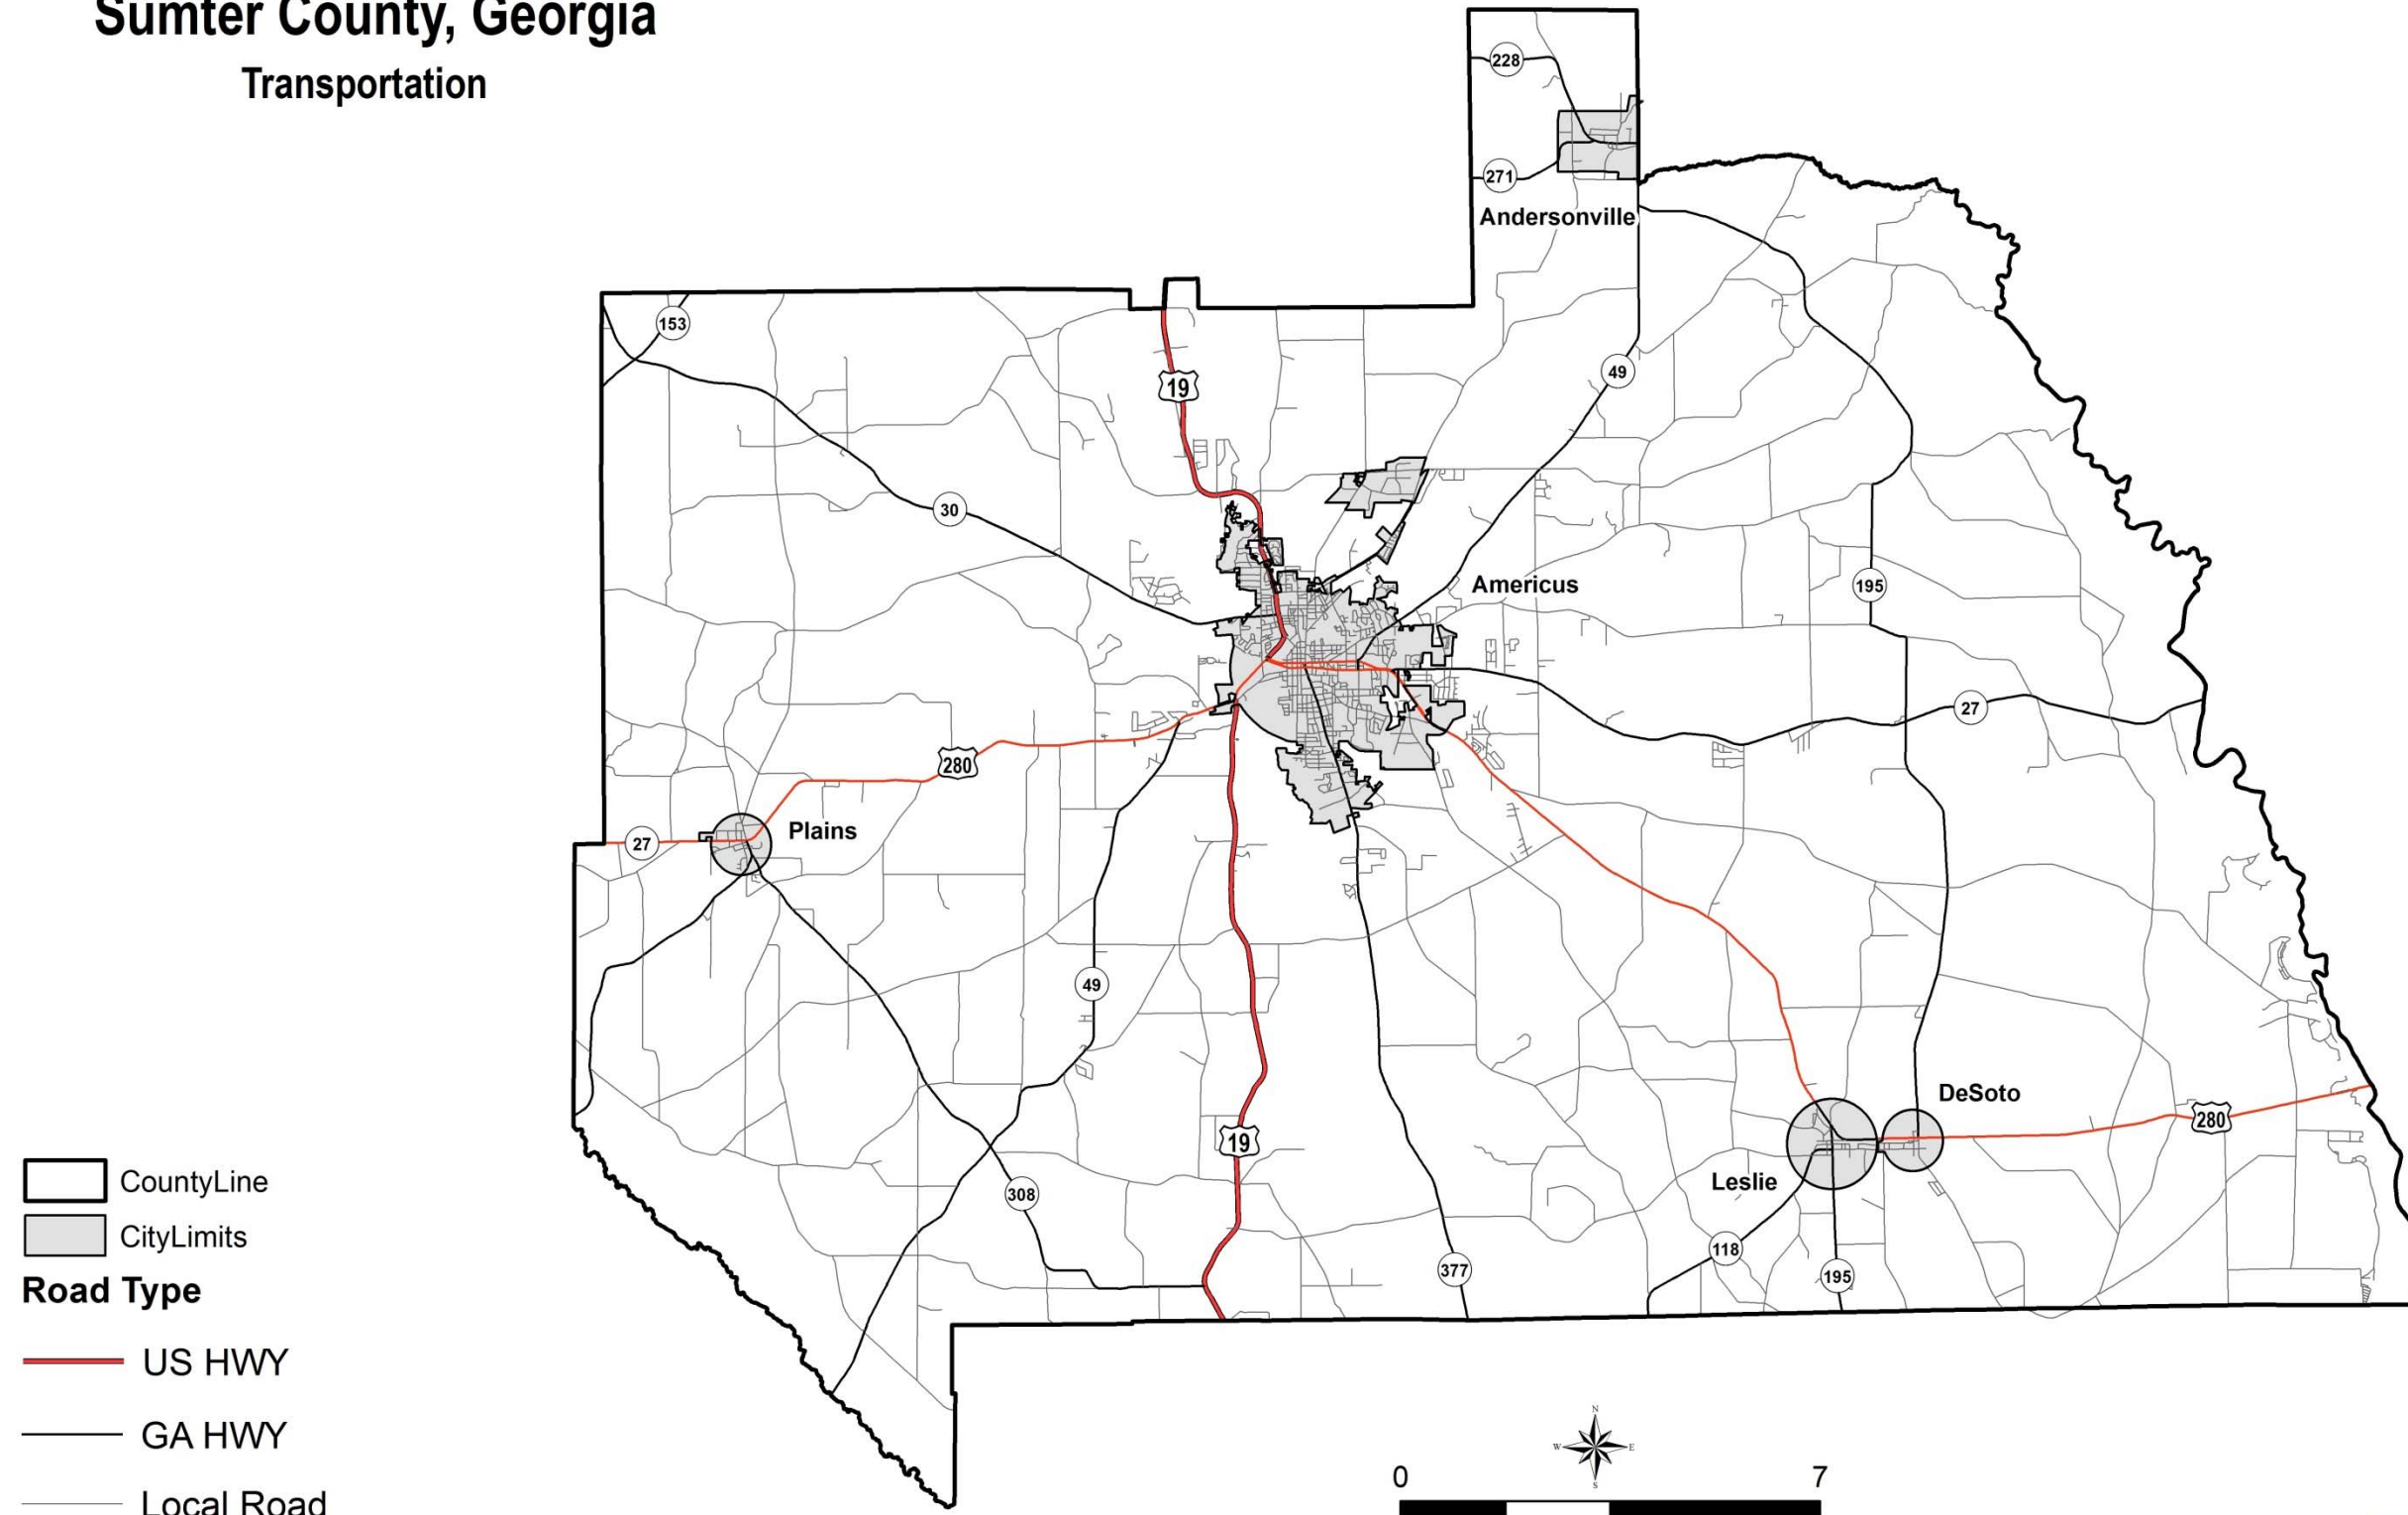 Sumter County, Georgia
Transportation
228
271
Andersonville
153
19
49
30
Americus
195
27
280
Plains
27
49
DeSoto
280
19
Leslie
308
118
377
195
CountyLine
CityLimits
Road Type
US HWY
GA HWY
Local Road
N
W
E
S
0
7